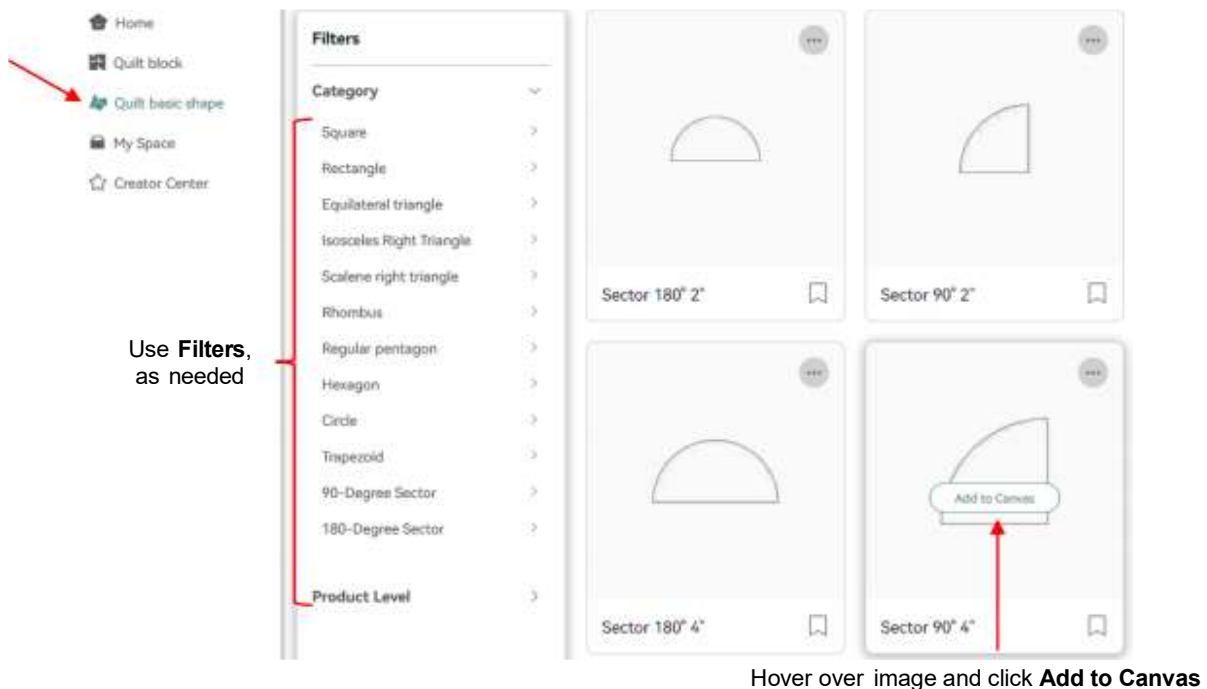 Home
Quilt block
Quilt basic shape
My Space
Creator Center
Use Filters,
as needed
Filters
Category
Square
Rectangle
Equilateral triangle
Isosceles Right Triangle
Scalene right triangle
Rhombus
Regular pentagon
Hexagon
Circle
Trapezoid
90-Degree Sector
180-Degree Sector
Product Level
Sector 180° 2"
Sector 90° 2"
Sector 180° 4"
Add to Canvas
Sector 90° 4"
Hover over image and click Add to Canvas